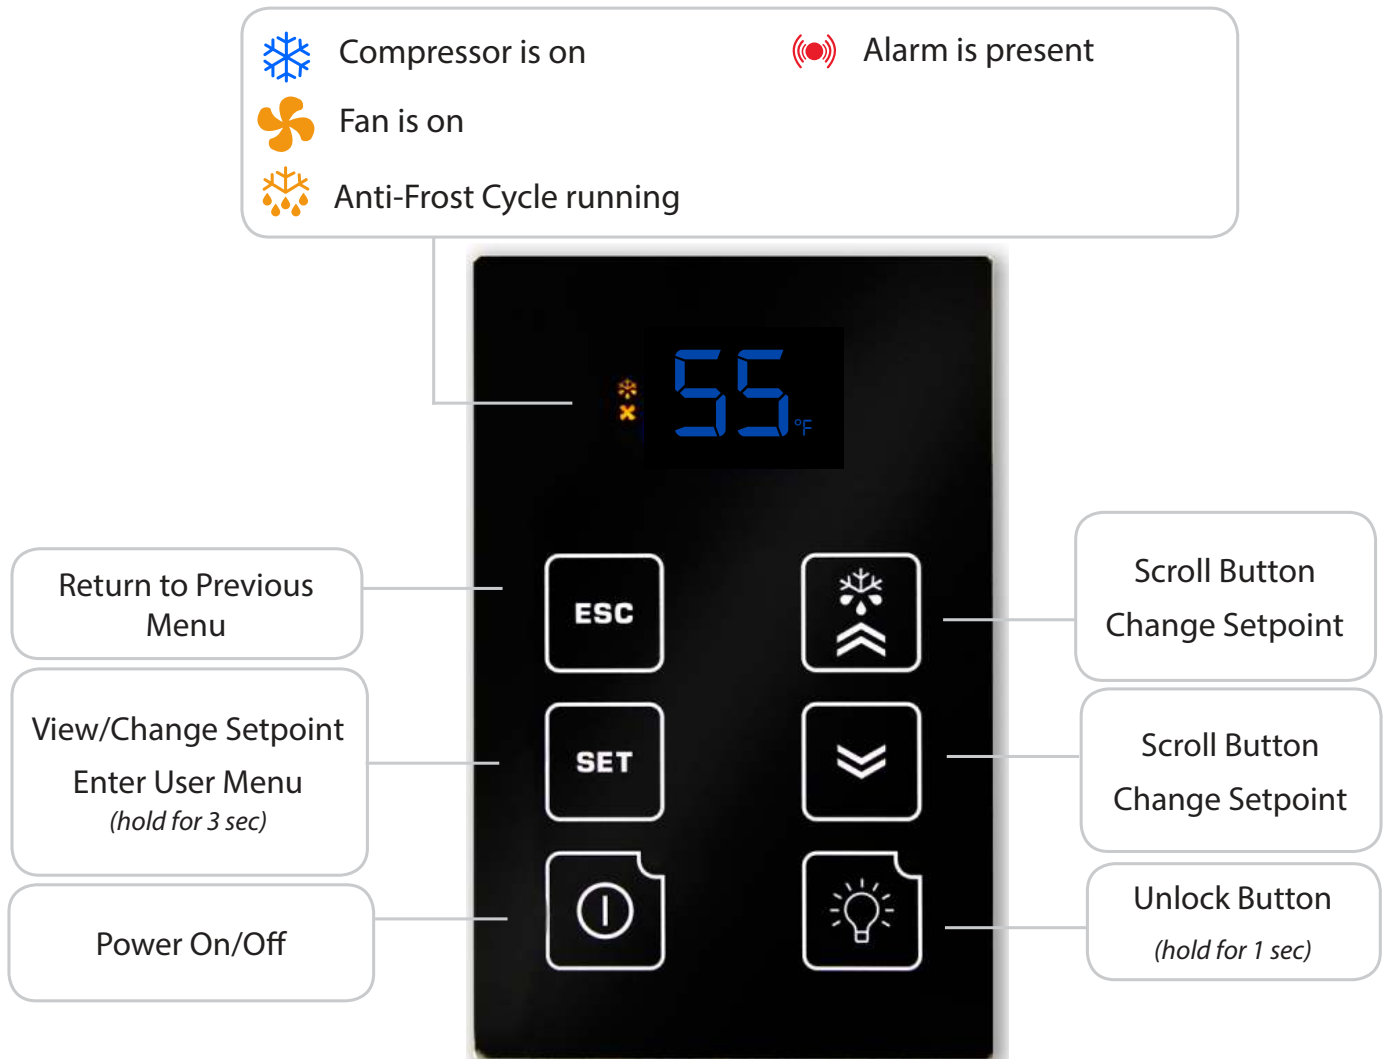 Compressor is on
Alarm is present
Fan is on
Anti-Frost Cycle running
55 °F
Return to Previous
Menu
ESC
Scroll Button
Change Setpoint
View/Change Setpoint
Enter User Menu
(hold for 3 sec)
SET
Scroll Button
Change Setpoint
Power On/Off
Unlock Button
(hold for 1 sec)